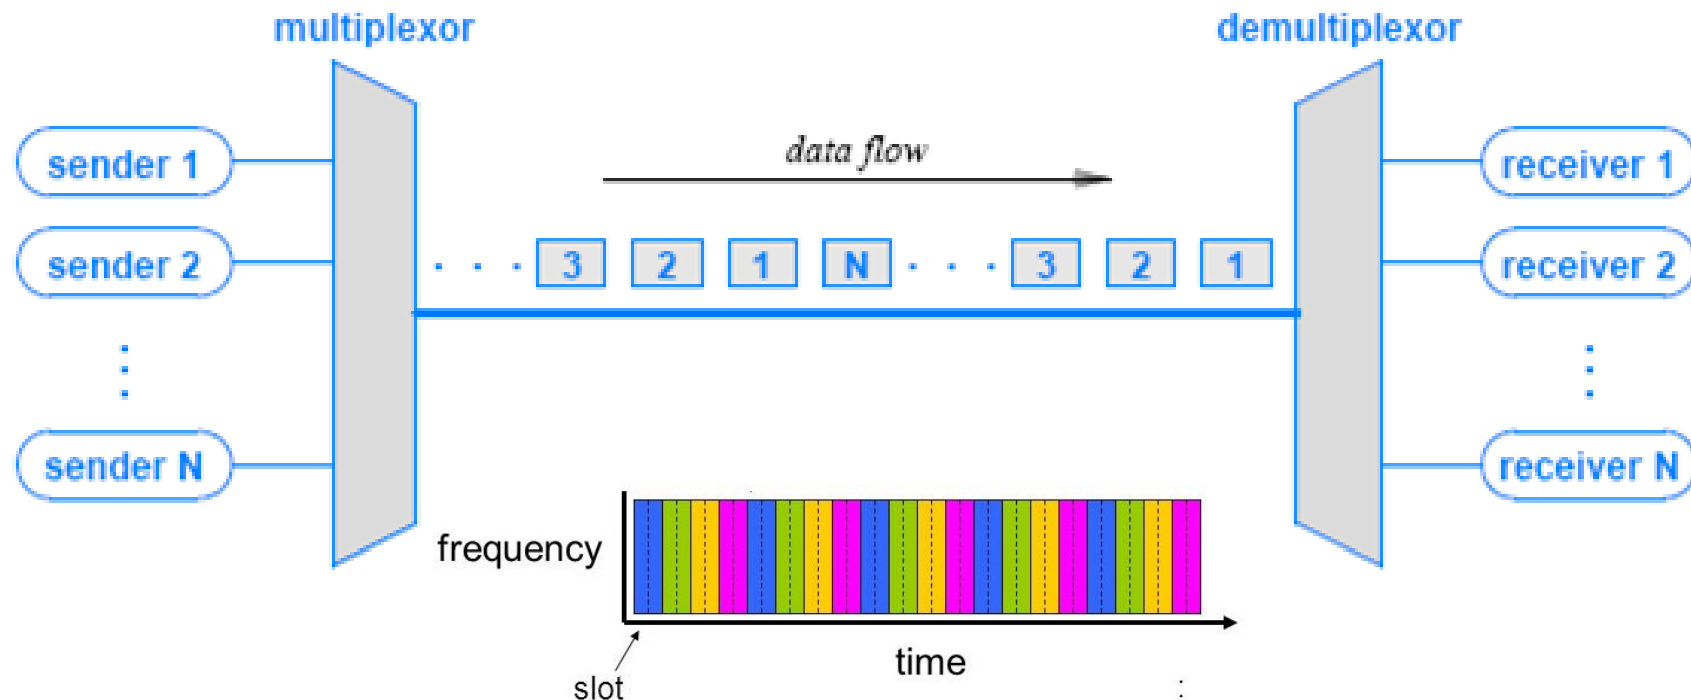 multiplexor
demultiplexor
sender 1
data flow
receiver 1
sender 2
. . . 3 2 1 N . . . 3 2 1
receiver 2
sender N
receiver N
frequency
time
slot
: